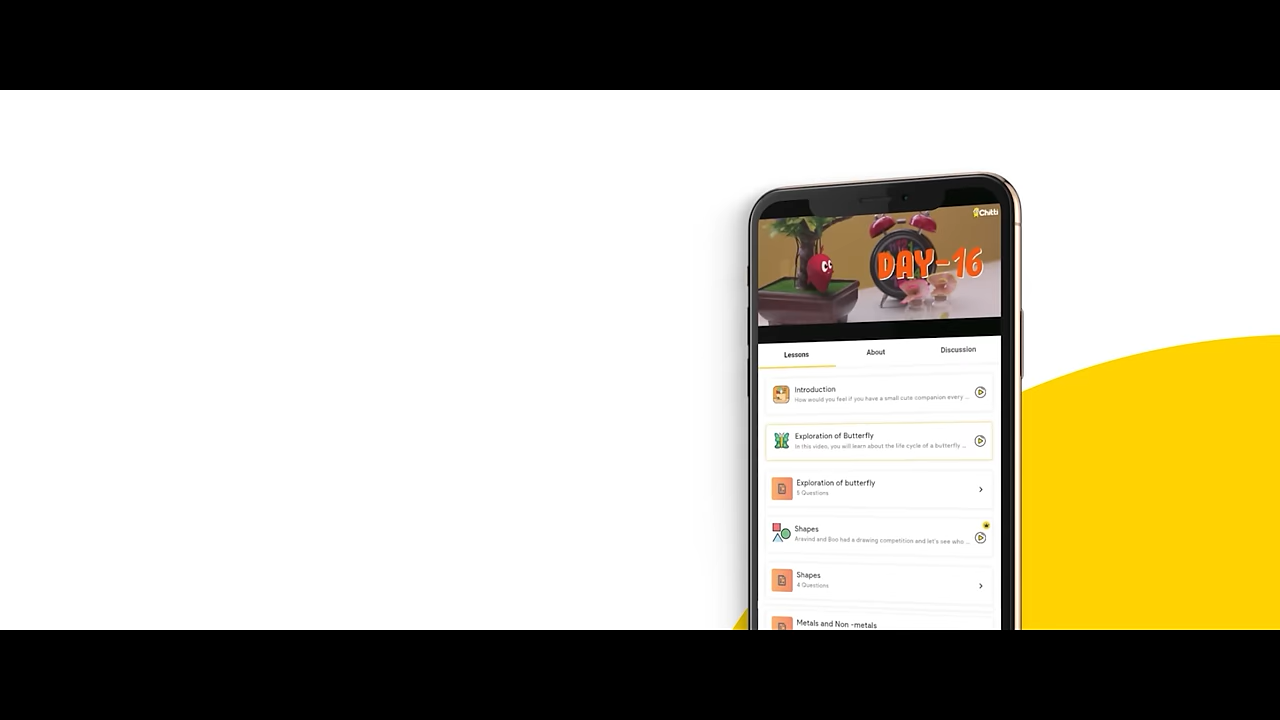 Chitti
DAY-16
Lessons
About
Discussion
Introduction
How would you feel if you have a small cute companion every ...
Exploration of Butterfly
In this video, you will learn about the life cycle of a butterfly ...
Exploration of butterfly
5 Questions
Shapes
Aravind and Boo had a drawing competition and let's see who ...
Shapes
4 Questions
Metals and Non -metals